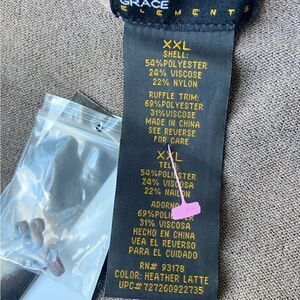 GRACE
ELEMENTS
XXL
SHELL:
54%POLYESTER
24% VISCOSE
22% NYLON
RUFFLE TRIM:
69%POLYESTER
31%VISCOSE
MADE IN CHINA
SEE REVERSE
FOR CARE
XXL
TELA:
54%POLIESTER
24% VISCOSA
22% NAILON
ADORNO
69%POLIE
31% VISCOSA
HECHO EN CHINA
VEA EL REVERSO
PARA EL CUIDADO
RN# 93178
COLOR: HEATHER LATTE
UPC#727260922735